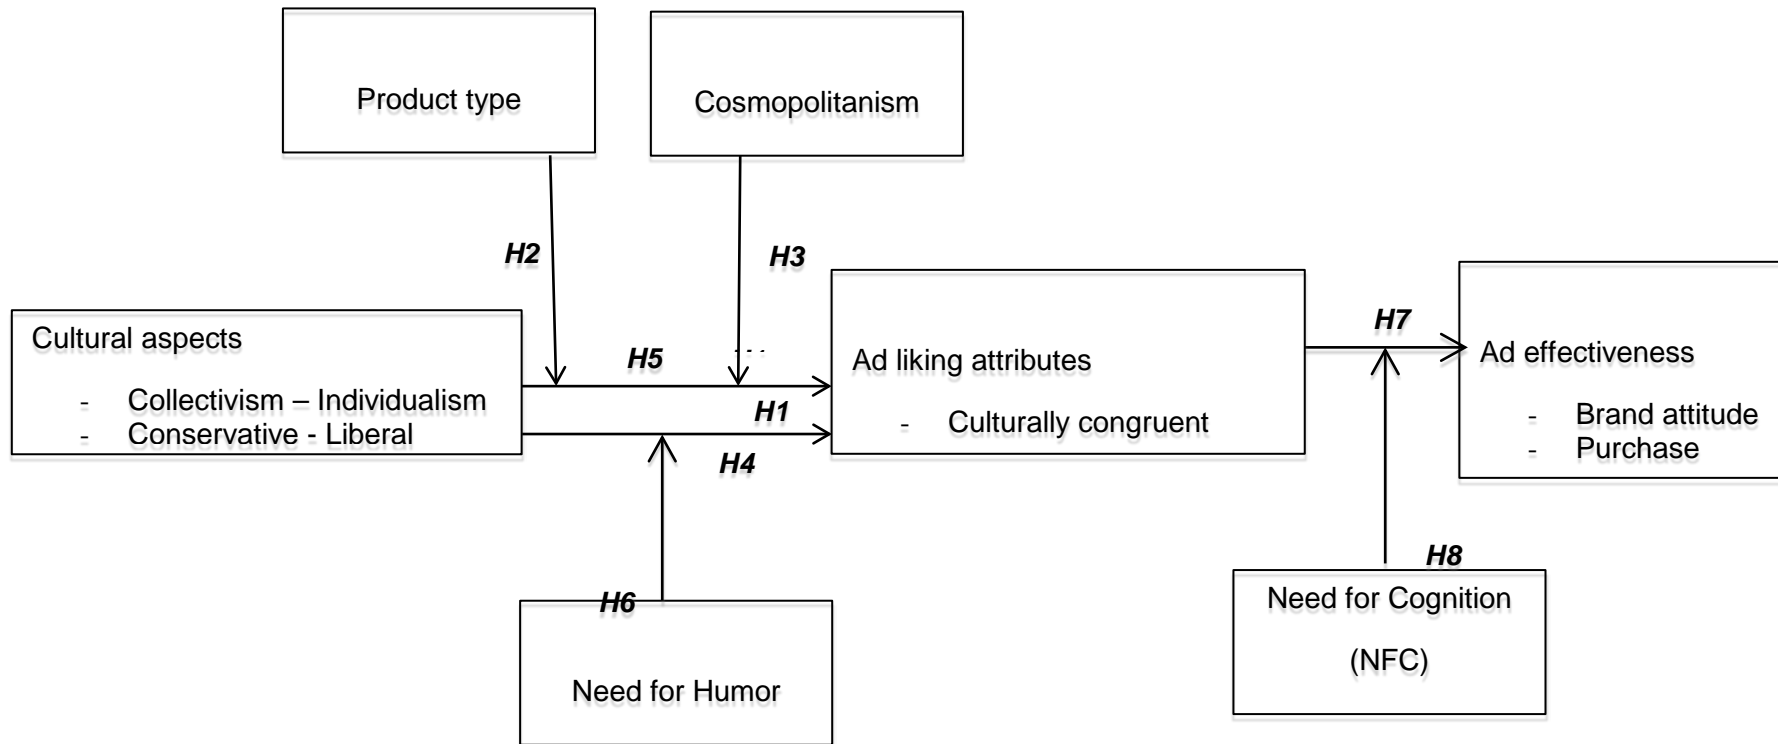 Product type
Cosmopolitanism
H2
H3
Cultural aspects
- Collectivism – Individualism
- Conservative - Liberal
H5
...
H1
H4
Ad liking attributes
- Culturally congruent
H7
Ad effectiveness
- Brand attitude
- Purchase
H6
Need for Humor
H8
Need for Cognition
(NFC)